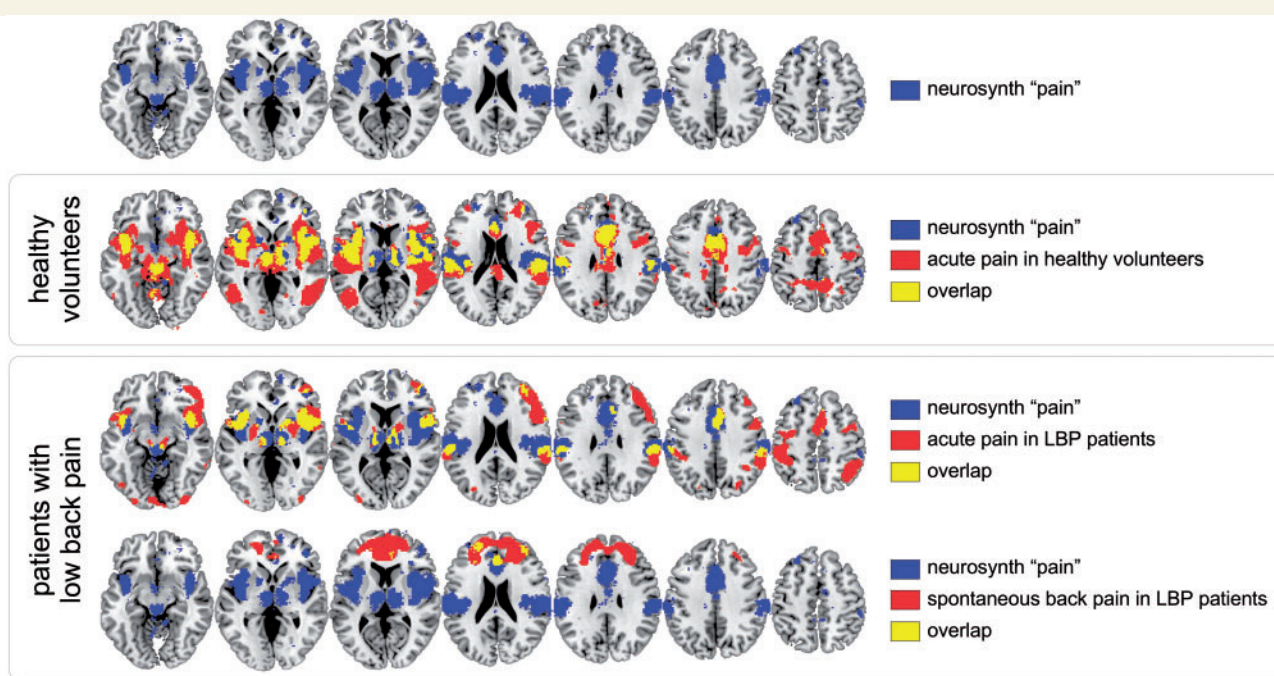 neurosynth "pain"
healthy
volunteers
neurosynth "pain"
acute pain in healthy volunteers
overlap
patients with
low back pain
neurosynth "pain"
acute pain in LBP patients
overlap
neurosynth "pain"
spontaneous back pain in LBP patients
overlap